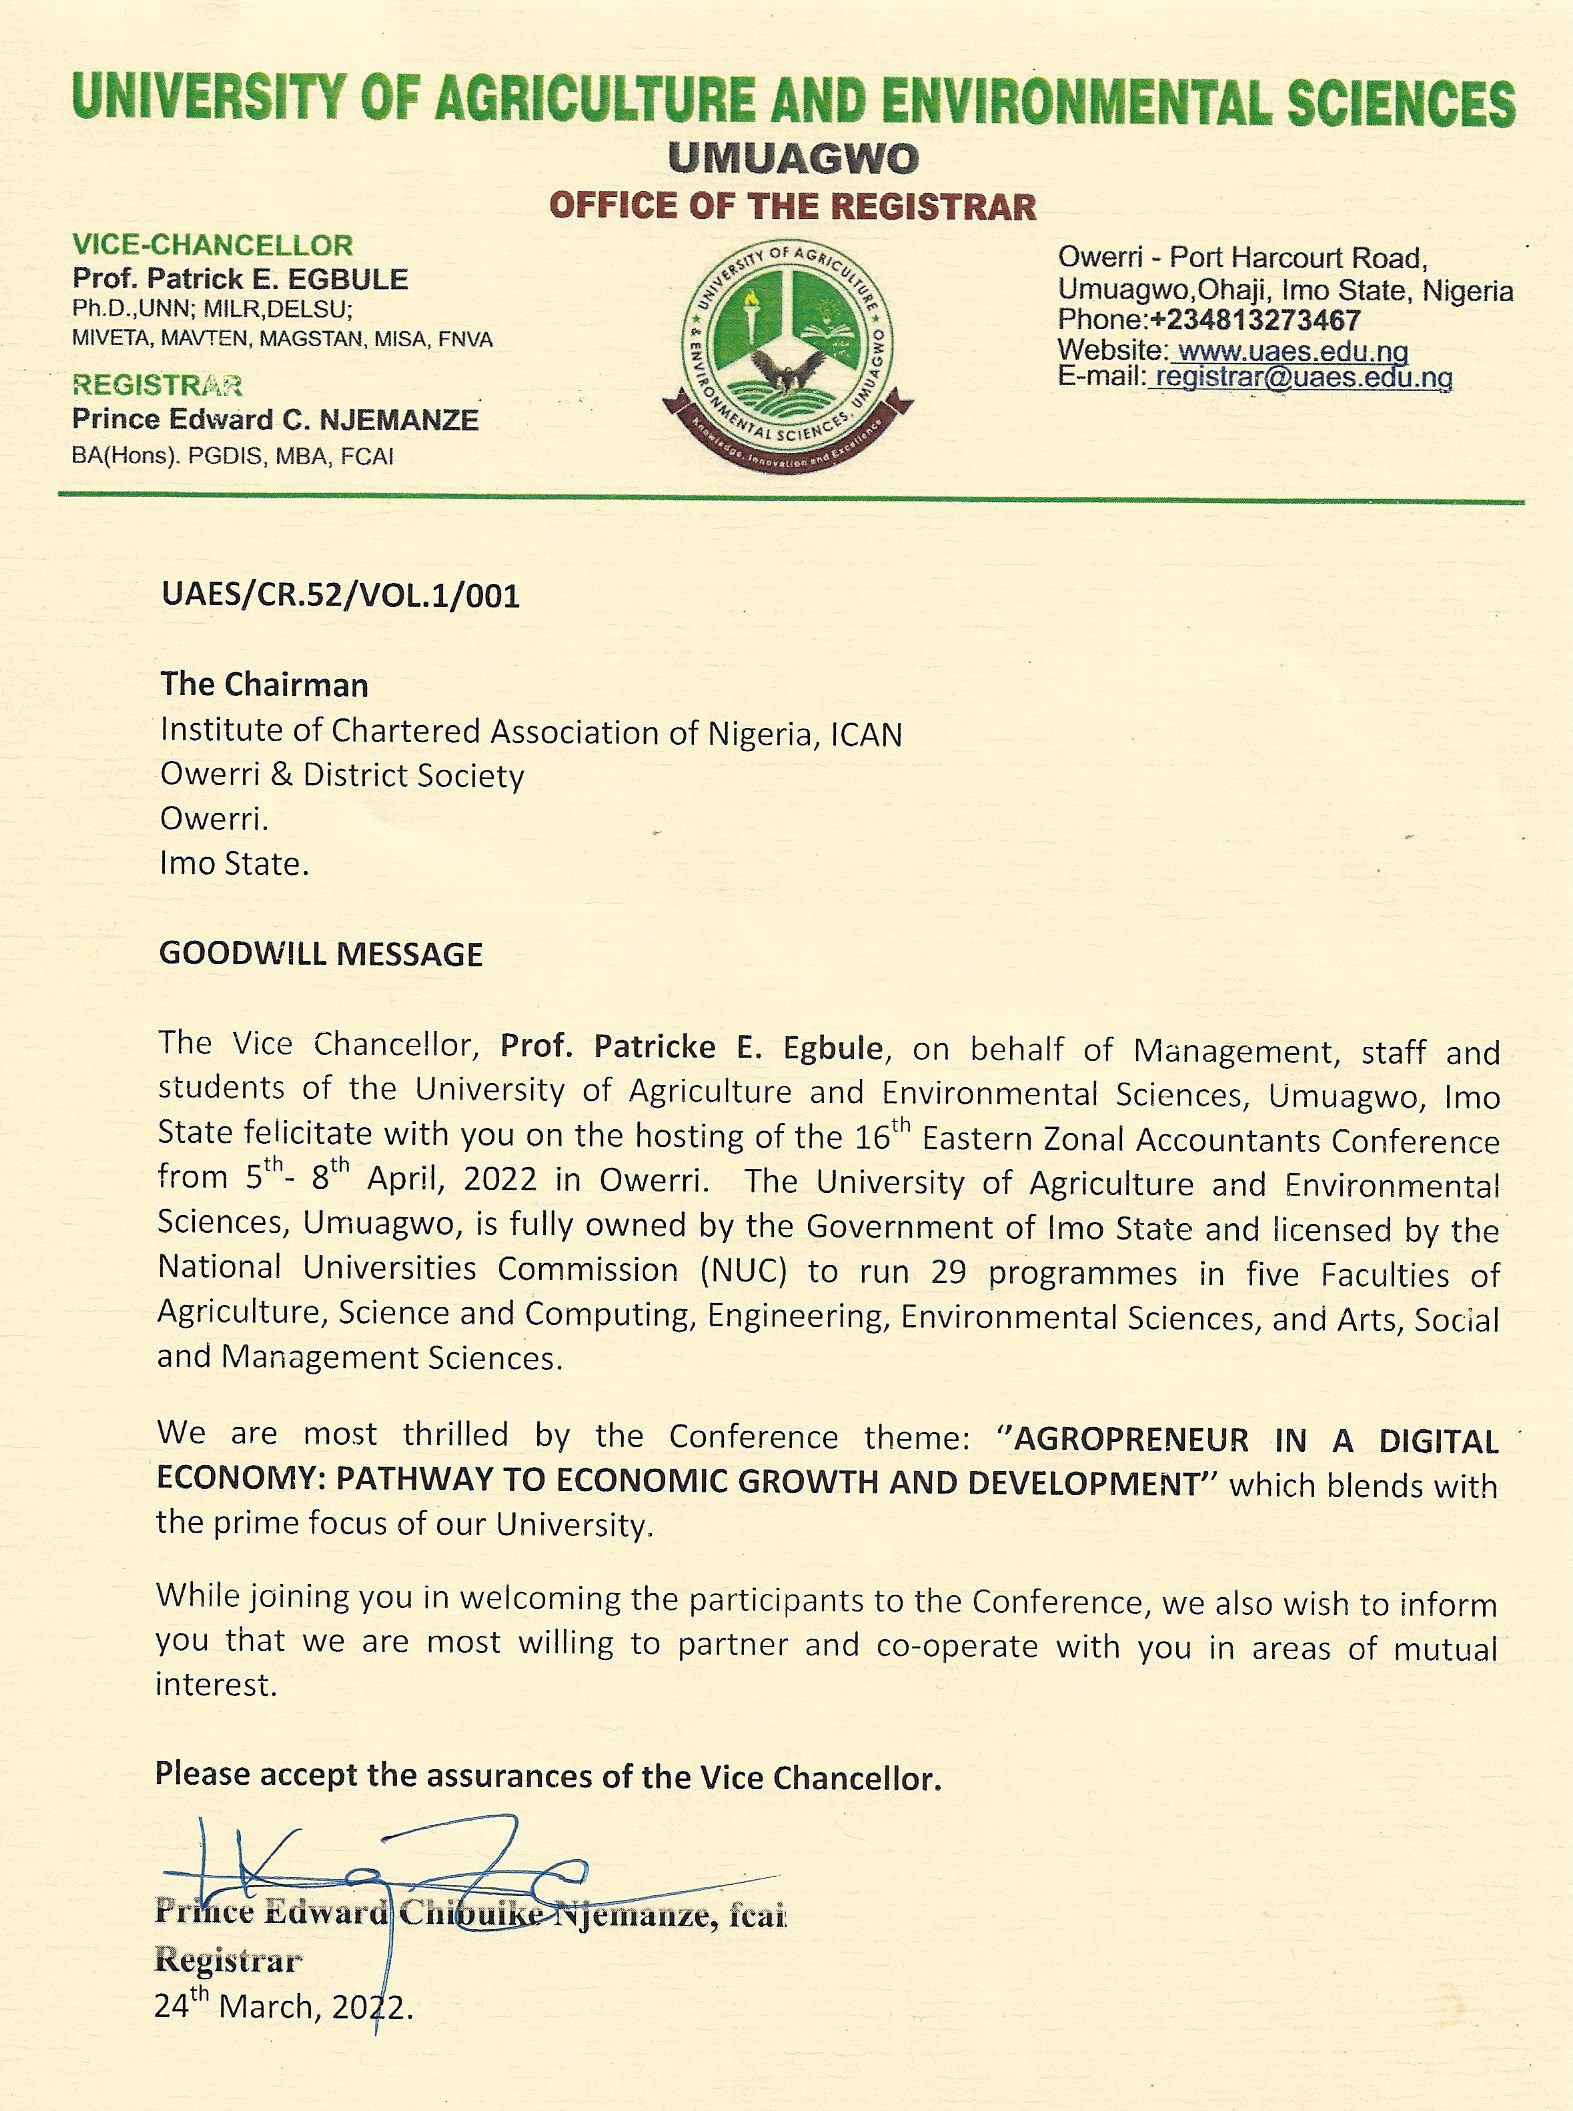 UNIVERSITY OF AGRICULTURE AND ENVIRONMENTAL SCIENCES
UMUAGWO
OFFICE OF THE REGISTRAR
VICE-CHANCELLOR
Prof. Patrick E. EGBULE
Ph.D.,UNN; MILR,DELSU;
MIVETA, MAVTEN, MAGSTAN, MISA, FNVA
REGISTRAR
Prince Edward C. NJEMANZE
BA(Hons). PGDIS, MBA, FCAI
UNIVERSITY OF AGRICULTURE
& ENVIRONMENTAL SCIENCES, UMUAGWO
Knowledge, Innovation and Excellence
Owerri - Port Harcourt Road,
Umuagwo,Ohaji, Imo State, Nigeria
Phone:+234813273467
Website: www.uaes.edu.ng
E-mail: registrar@uaes.edu.ng
UAES/CR.52/VOL.1/001
The Chairman
Institute of Chartered Association of Nigeria, ICAN
Owerri & District Society
Owerri.
Imo State.
GOODWILL MESSAGE
The Vice Chancellor, Prof. Patricke E. Egbule, on behalf of Management, staff and
students of the University of Agriculture and Environmental Sciences, Umuagwo, Imo
State felicitate with you on the hosting of the 16th Eastern Zonal Accountants Conference
from 5th- 8th April, 2022 in Owerri. The University of Agriculture and Environmental
Sciences, Umuagwo, is fully owned by the Government of Imo State and licensed by the
National Universities Commission (NUC) to run 29 programmes in five Faculties of
Agriculture, Science and Computing, Engineering, Environmental Sciences, and Arts, Social
and Management Sciences.
We are most thrilled by the Conference theme: ‘’AGROPRENEUR IN A DIGITAL
ECONOMY: PATHWAY TO ECONOMIC GROWTH AND DEVELOPMENT’’ which blends with
the prime focus of our University.
While joining you in welcoming the participants to the Conference, we also wish to inform
you that we are most willing to partner and co-operate with you in areas of mutual
interest.
Please accept the assurances of the Vice Chancellor.
Prince Edward Chibuike Njemanze, fcai
Registrar
24th March, 2022.